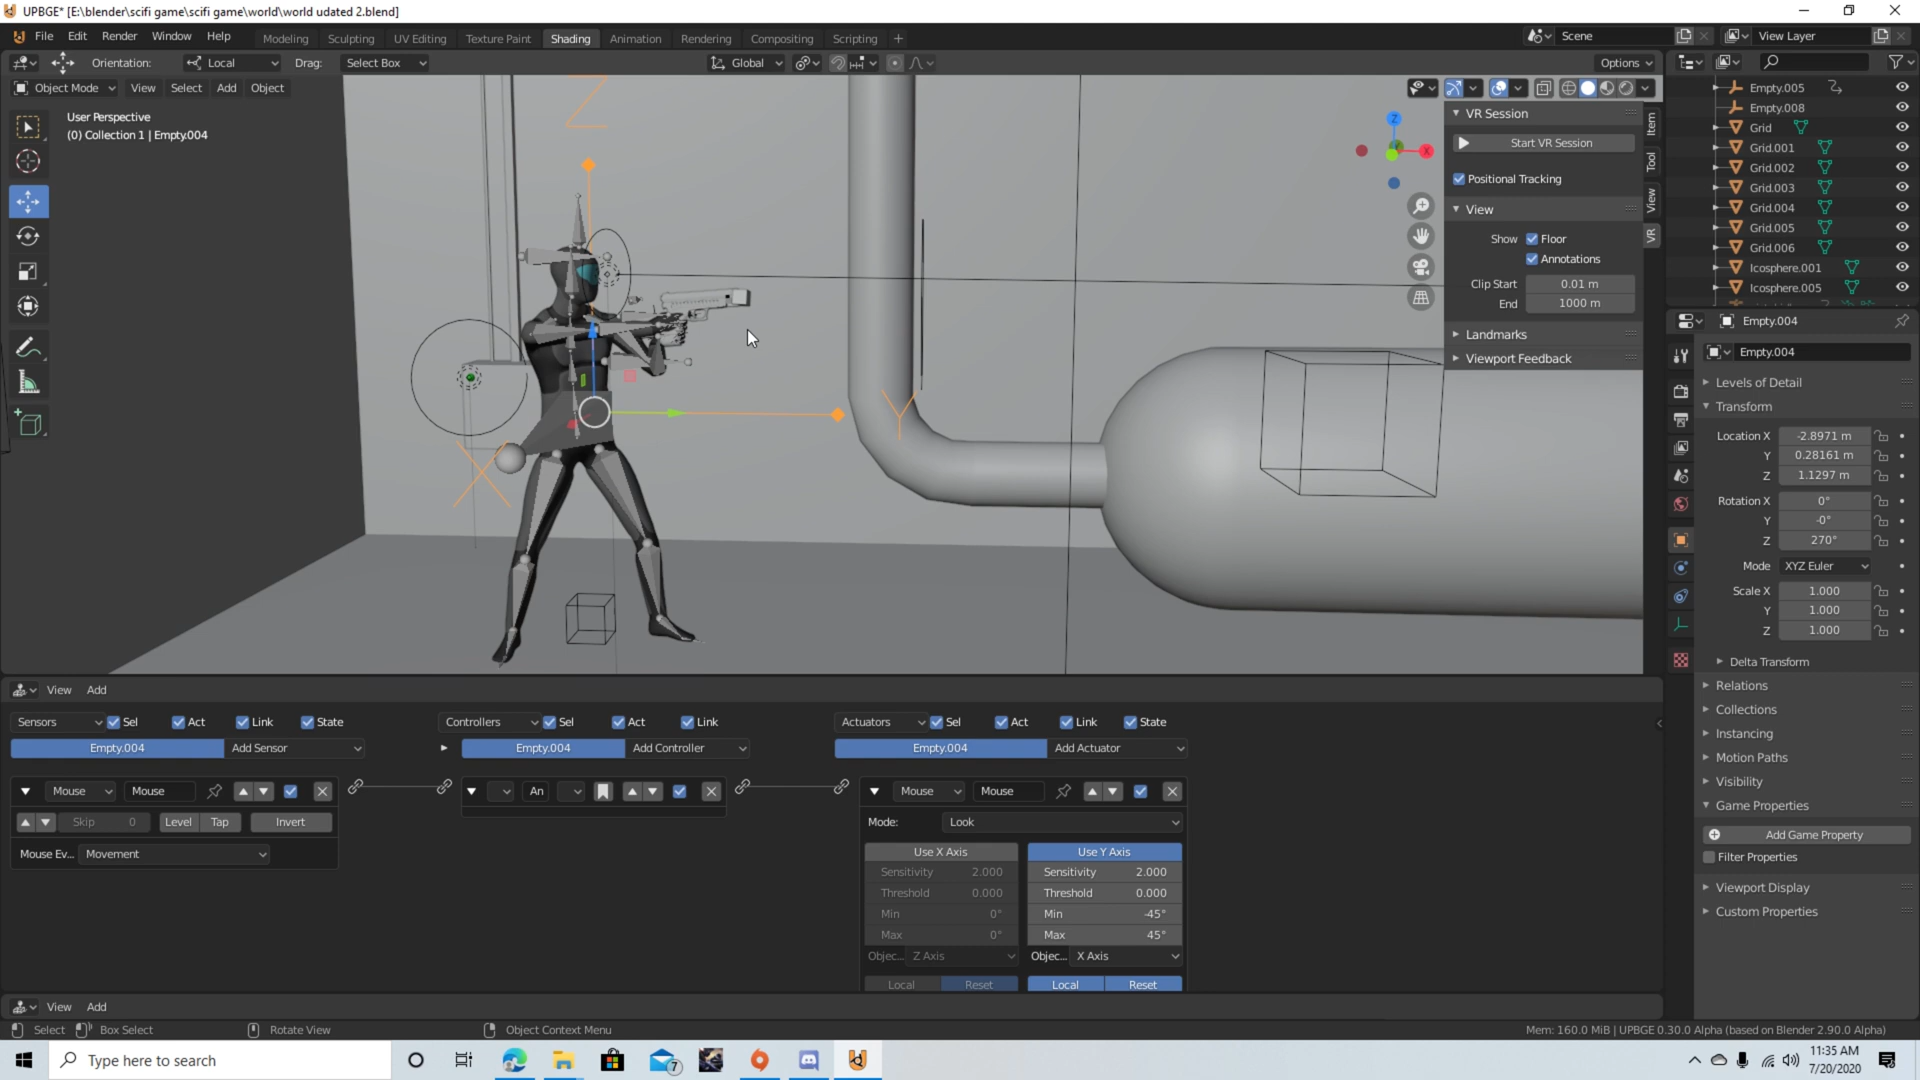 UPBGE* [E:\blender\scifi game\scifi game\world\world udated 2.blend]
File Edit Render Window Help
Modeling Sculpting UV Editing Texture Paint Shading Animation Rendering Compositing Scripting +
Scene
View Layer
Orientation: Local Drag: Select Box
Global
Options
Object Mode View Select Add Object
User Perspective
(0) Collection 1 | Empty.004
Z
X
Y
Z
X
VR Session
Start VR Session
Positional Tracking
View
Show Floor
Annotations
Clip Start 0.01 m
End 1000 m
Landmarks
Viewport Feedback
Item
Tool
View
VR
Empty.005
Empty.008
Grid
Grid.001
Grid.002
Grid.003
Grid.004
Grid.005
Grid.006
Icosphere.001
Icosphere.005
Empty.004
Empty.004
Levels of Detail
Transform
Location X -2.8971 m
Y 0.28161 m
Z 1.1297 m
Rotation X 0°
Y -0°
Z 270°
Mode XYZ Euler
Scale X 1.000
Y 1.000
Z 1.000
Delta Transform
Relations
Collections
Instancing
Motion Paths
Visibility
Game Properties
Add Game Property
Filter Properties
Viewport Display
Custom Properties
View Add
Sensors Sel Act Link State
Controllers Sel Act Link
Actuators Sel Act Link State
Empty.004 Add Sensor
Empty.004 Add Controller
Empty.004 Add Actuator
Mouse Mouse
An
Mouse Mouse
Skip 0 Level Tap Invert
Mode: Look
Mouse Ev... Movement
Use X Axis Use Y Axis
Sensitivity 2.000 Sensitivity 2.000
Threshold 0.000 Threshold 0.000
Min 0° Min -45°
Max 0° Max 45°
Objec... Z Axis Objec... X Axis
Local Reset Local Reset
View Add
Select Box Select Rotate View Object Context Menu
Mem: 160.0 MiB | UPBGE 0.30.0 Alpha (based on Blender 2.90.0 Alpha)
Type here to search
7
11:35 AM
7/20/2020